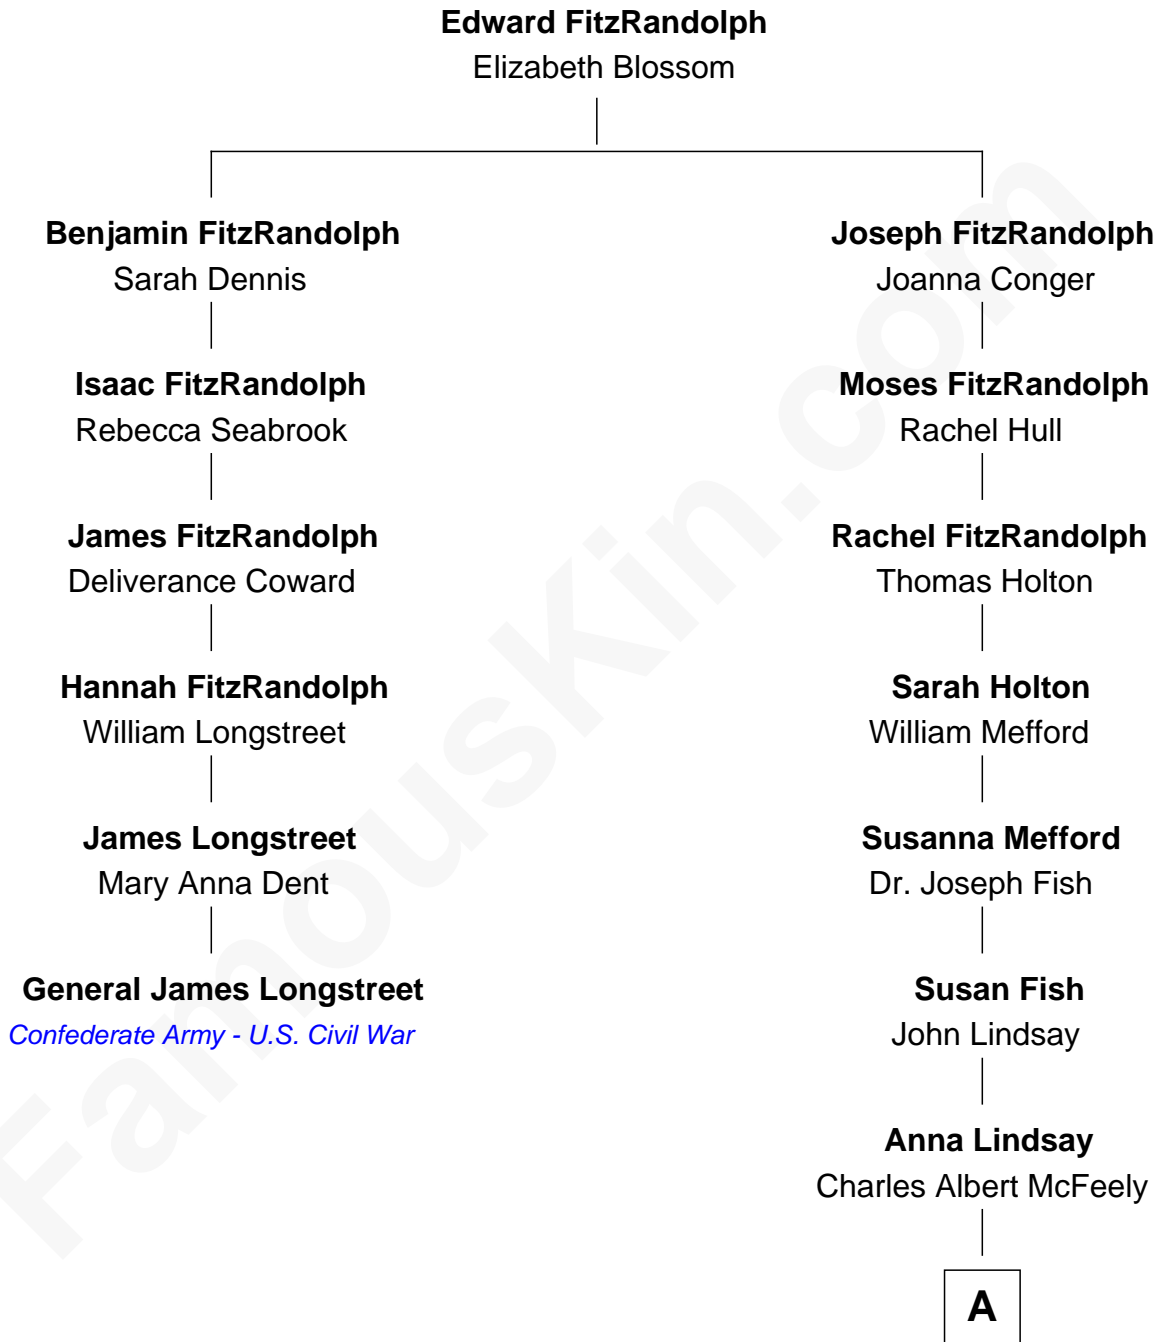 Edward FitzRandolph
Elizabeth Blossom
Benjamin FitzRandolph
Sarah Dennis
Joseph FitzRandolph
Joanna Conger
Isaac FitzRandolph
Rebecca Seabrook
Moses FitzRandolph
Rachel Hull
James FitzRandolph
Deliverance Coward
Rachel FitzRandolph
Thomas Holton
Hannah FitzRandolph
William Longstreet
Sarah Holton
William Mefford
James Longstreet
Mary Anna Dent
Susanna Mefford
Dr. Joseph Fish
General James Longstreet
Confederate Army - U.S. Civil War
Susan Fish
John Lindsay
Anna Lindsay
Charles Albert McFeely
A
FamousKin.com